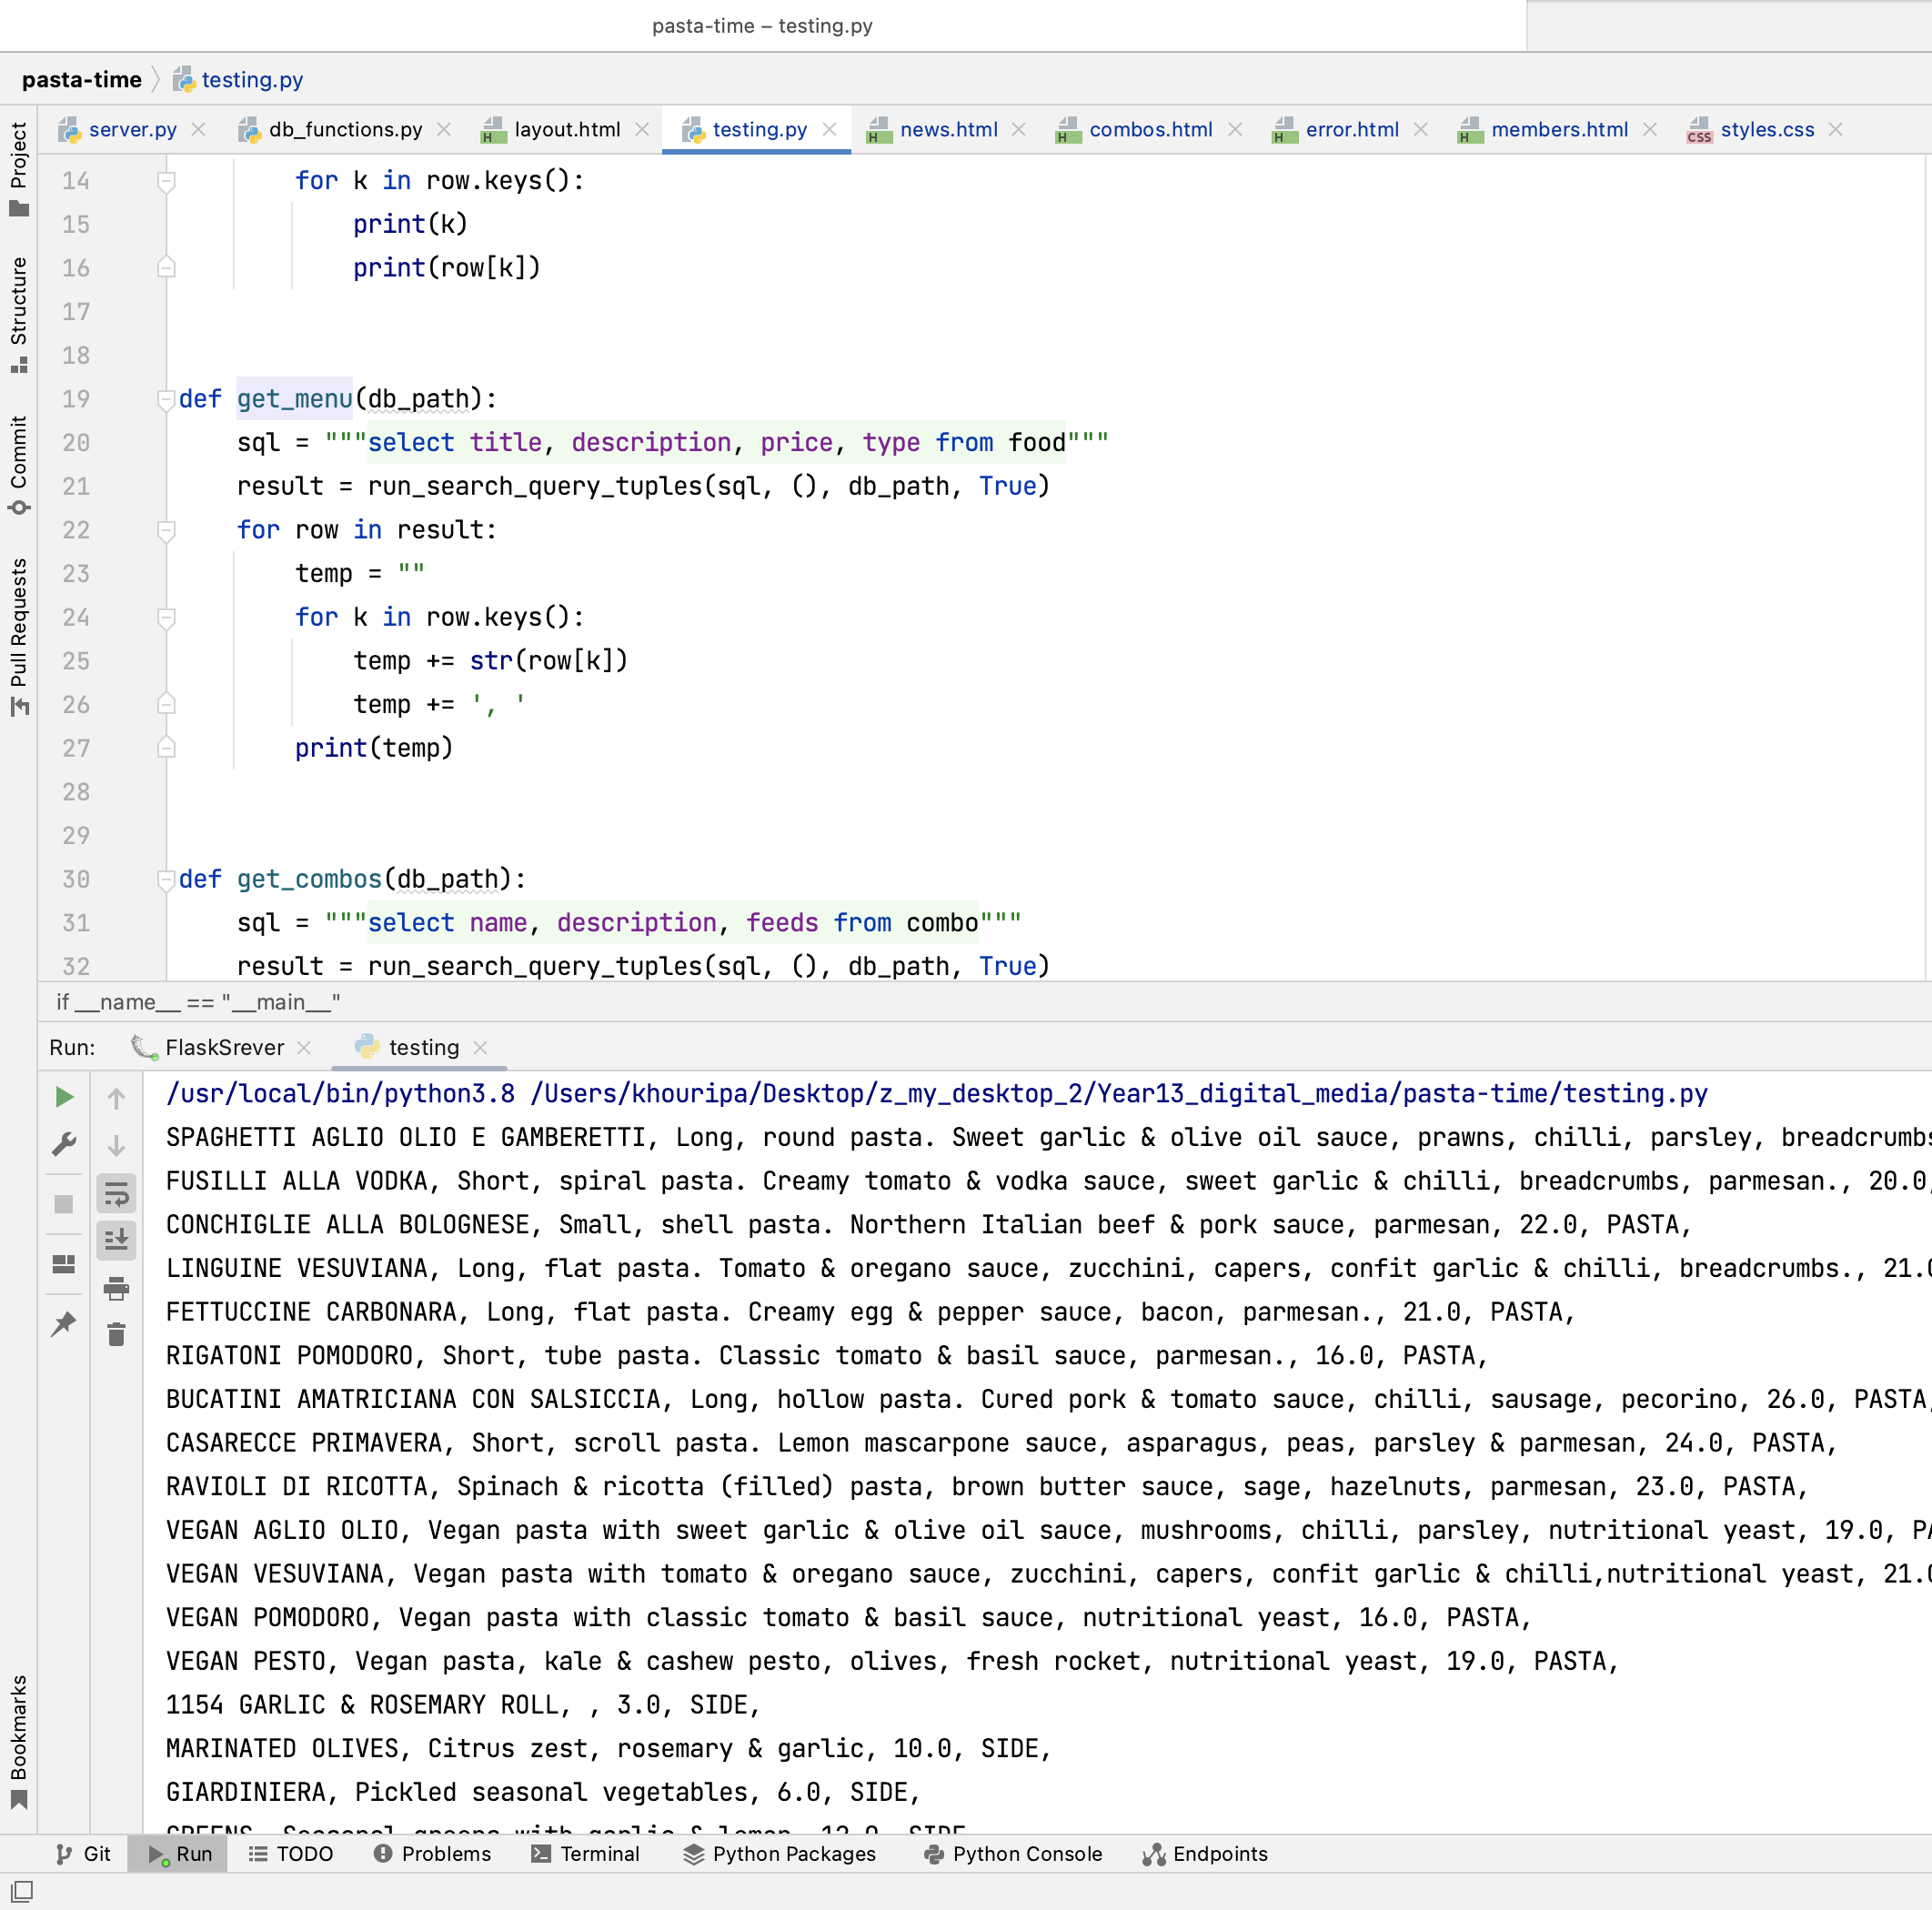 pasta-time – testing.py
pasta-time testing.py
server.py db_functions.py layout.html testing.py news.html combos.html error.html members.html styles.css
Project
Structure
Commit
Pull Requests
Bookmarks
14 for k in row.keys():
15 print(k)
16 print(row[k])
17
18
19 def get_menu(db_path):
20 sql = """select title, description, price, type from food"""
21 result = run_search_query_tuples(sql, (), db_path, True)
22 for row in result:
23 temp = ""
24 for k in row.keys():
25 temp += str(row[k])
26 temp += ', '
27 print(temp)
28
29
30 def get_combos(db_path):
31 sql = """select name, description, feeds from combo"""
32 result = run_search_query_tuples(sql, (), db_path, True)
if __name__ == "__main__"
Run: FlaskSrever testing
/usr/local/bin/python3.8 /Users/khouripa/Desktop/z_my_desktop_2/Year13_digital_media/pasta-time/testing.py
SPAGHETTI AGLIO OLIO E GAMBERETTI, Long, round pasta. Sweet garlic & olive oil sauce, prawns, chilli, parsley, breadcrumbs
FUSILLI ALLA VODKA, Short, spiral pasta. Creamy tomato & vodka sauce, sweet garlic & chilli, breadcrumbs, parmesan., 20.0,
CONCHIGLIE ALLA BOLOGNESE, Small, shell pasta. Northern Italian beef & pork sauce, parmesan, 22.0, PASTA,
LINGUINE VESUVIANA, Long, flat pasta. Tomato & oregano sauce, zucchini, capers, confit garlic & chilli, breadcrumbs., 21.0
FETTUCCINE CARBONARA, Long, flat pasta. Creamy egg & pepper sauce, bacon, parmesan., 21.0, PASTA,
RIGATONI POMODORO, Short, tube pasta. Classic tomato & basil sauce, parmesan., 16.0, PASTA,
BUCATINI AMATRICIANA CON SALSICCIA, Long, hollow pasta. Cured pork & tomato sauce, chilli, sausage, pecorino, 26.0, PASTA,
CASARECCE PRIMAVERA, Short, scroll pasta. Lemon mascarpone sauce, asparagus, peas, parsley & parmesan, 24.0, PASTA,
RAVIOLI DI RICOTTA, Spinach & ricotta (filled) pasta, brown butter sauce, sage, hazelnuts, parmesan, 23.0, PASTA,
VEGAN AGLIO OLIO, Vegan pasta with sweet garlic & olive oil sauce, mushrooms, chilli, parsley, nutritional yeast, 19.0, PA
VEGAN VESUVIANA, Vegan pasta with tomato & oregano sauce, zucchini, capers, confit garlic & chilli,nutritional yeast, 21.0
VEGAN POMODORO, Vegan pasta with classic tomato & basil sauce, nutritional yeast, 16.0, PASTA,
VEGAN PESTO, Vegan pasta, kale & cashew pesto, olives, fresh rocket, nutritional yeast, 19.0, PASTA,
1154 GARLIC & ROSEMARY ROLL, , 3.0, SIDE,
MARINATED OLIVES, Citrus zest, rosemary & garlic, 10.0, SIDE,
GIARDINIERA, Pickled seasonal vegetables, 6.0, SIDE,
GREENS, Seasonal greens with garlic & lemon, 12.0, SIDE
Git Run TODO Problems Terminal Python Packages Python Console Endpoints